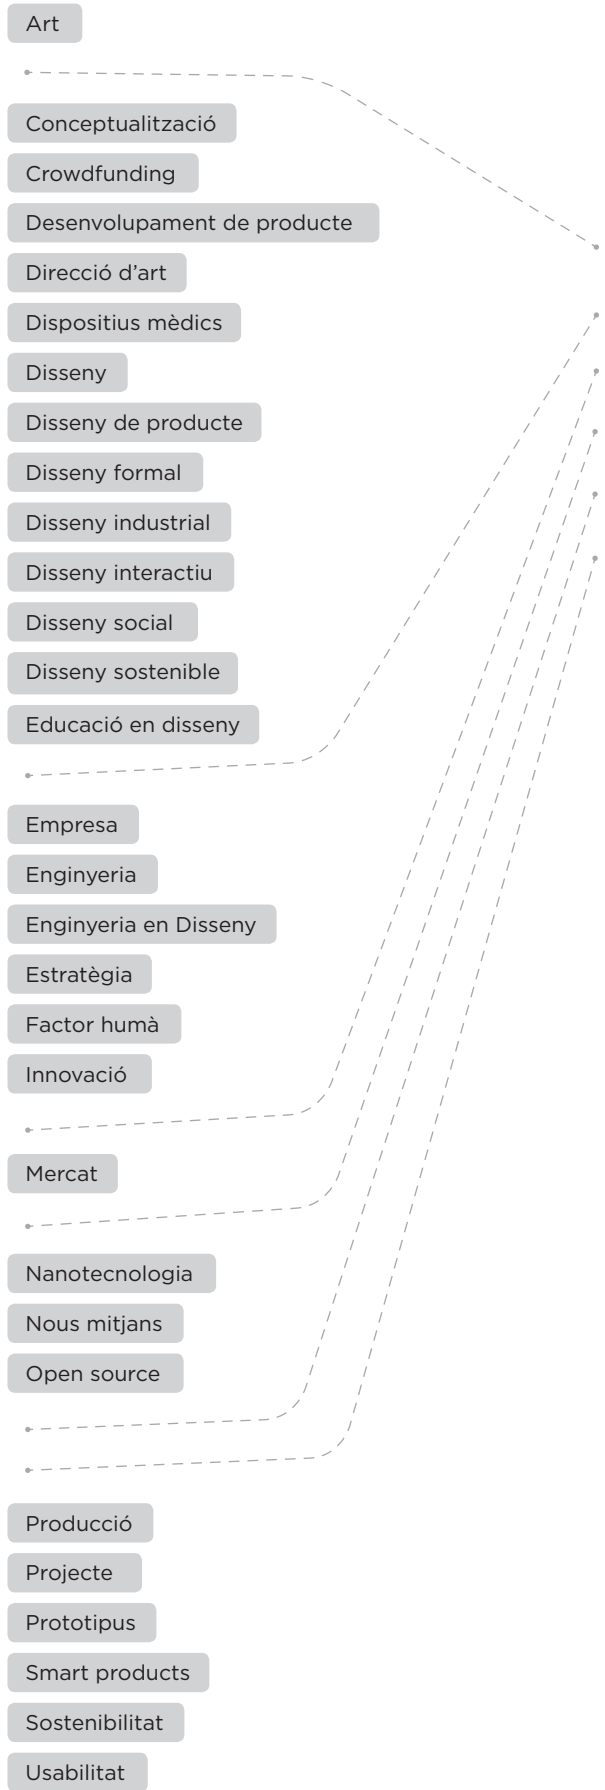 Art
Conceptualització
Crowdfunding
Desenvolupament de producte
Direcció d’art
Dispositius mèdics
Disseny
Disseny de producte
Disseny formal
Disseny industrial
Disseny interactiu
Disseny social
Disseny sostenible
Educació en disseny
Empresa
Enginyeria
Enginyeria en Disseny
Estratègia
Factor humà
Innovació
Mercat
Nanotecnologia
Nous mitjans
Open source
Producció
Projecte
Prototipus
Smart products
Sostenibilitat
Usabilitat